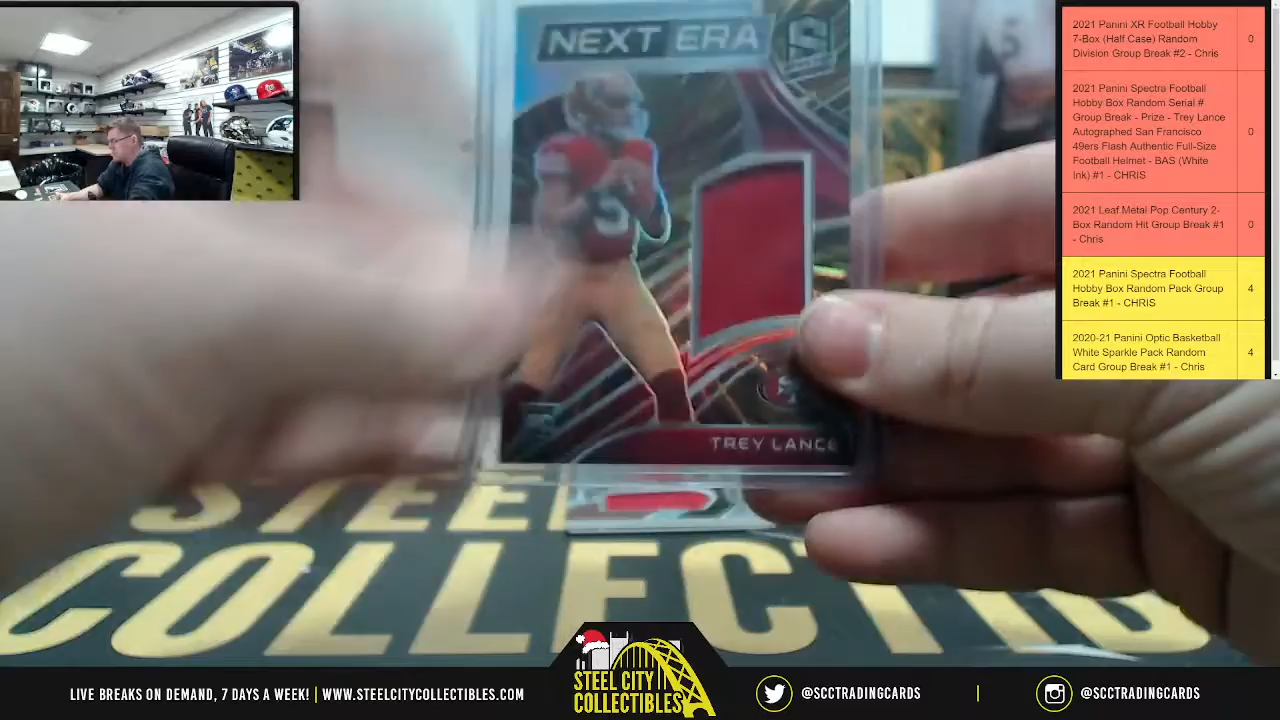 NEXT ERA
S
5
TREY LANCE
STEEL
COLLECTIO
2021 Panini XR Football Hobby
7-Box (Half Case) Random
Division Group Break #2 - Chris
0
2021 Panini Spectra Football
Hobby Box Random Serial #
Group Break - Prize - Trey Lance
Autographed San Francisco
49ers Flash Authentic Full-Size
Football Helmet - BAS (White
Ink) #1 - CHRIS
0
2021 Leaf Metal Pop Century 2-
Box Random Hit Group Break #1
- Chris
0
2021 Panini Spectra Football
Hobby Box Random Pack Group
Break #1 - CHRIS
4
2020-21 Panini Optic Basketball
White Sparkle Pack Random
Card Group Break #1 - Chris
4
LIVE BREAKS ON DEMAND, 7 DAYS A WEEK! | WWW.STEELCITYCOLLECTIBLES.COM
STEEL CITY
COLLECTIBLES
@SCCTRADINGCARDS
@SCCTRADINGCARDS